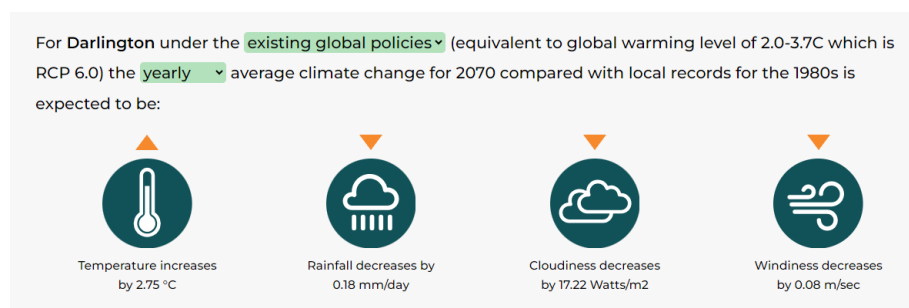 For Darlington under the existing global policies (equivalent to global warming level of 2.0-3.7C which is
RCP 6.0) the yearly average climate change for 2070 compared with local records for the 1980s is
expected to be:
Temperature increases
by 2.75 °C
Rainfall decreases by
0.18 mm/day
Cloudiness decreases
by 17.22 Watts/m2
Windiness decreases
by 0.08 m/sec